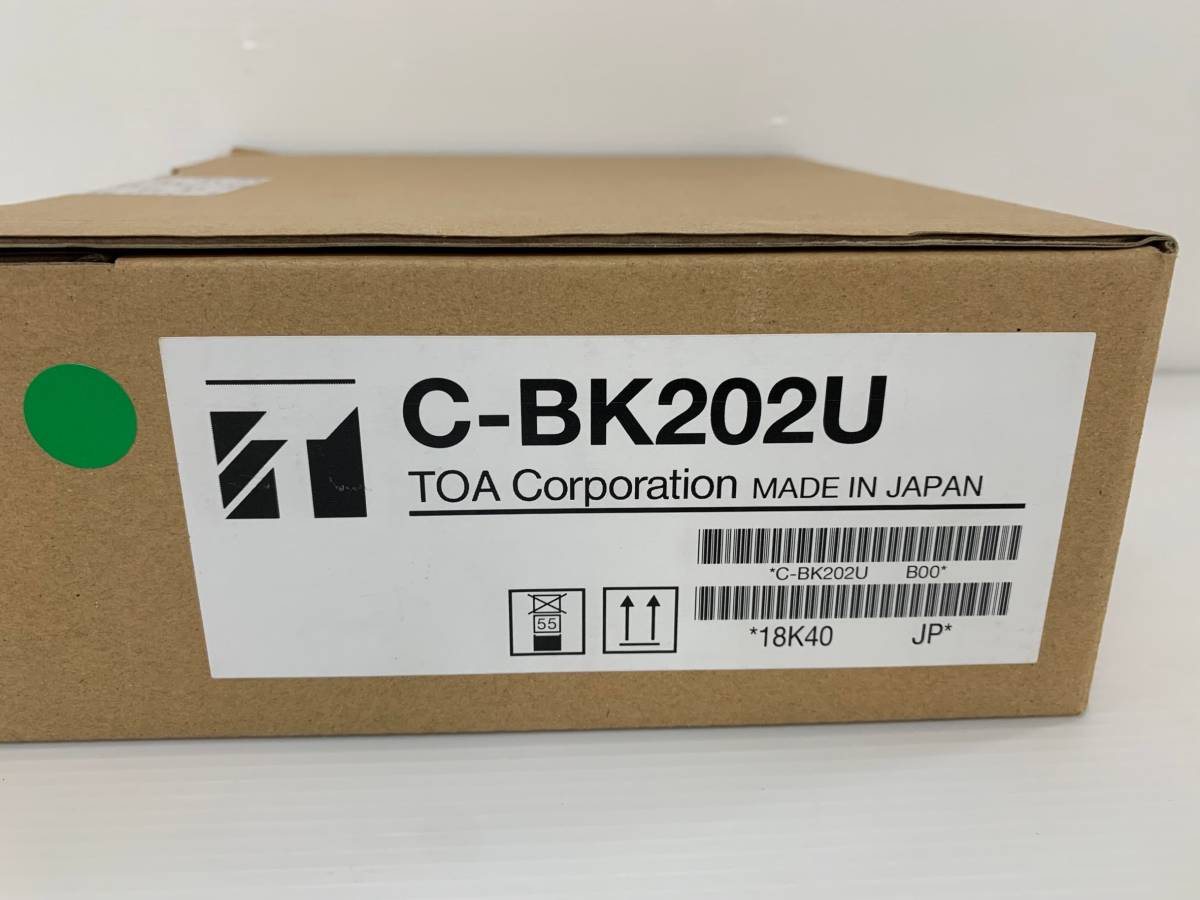 C-BK202U
TOA Corporation MADE IN JAPAN
*C-BK202U B00*
55
*18K40 JP*